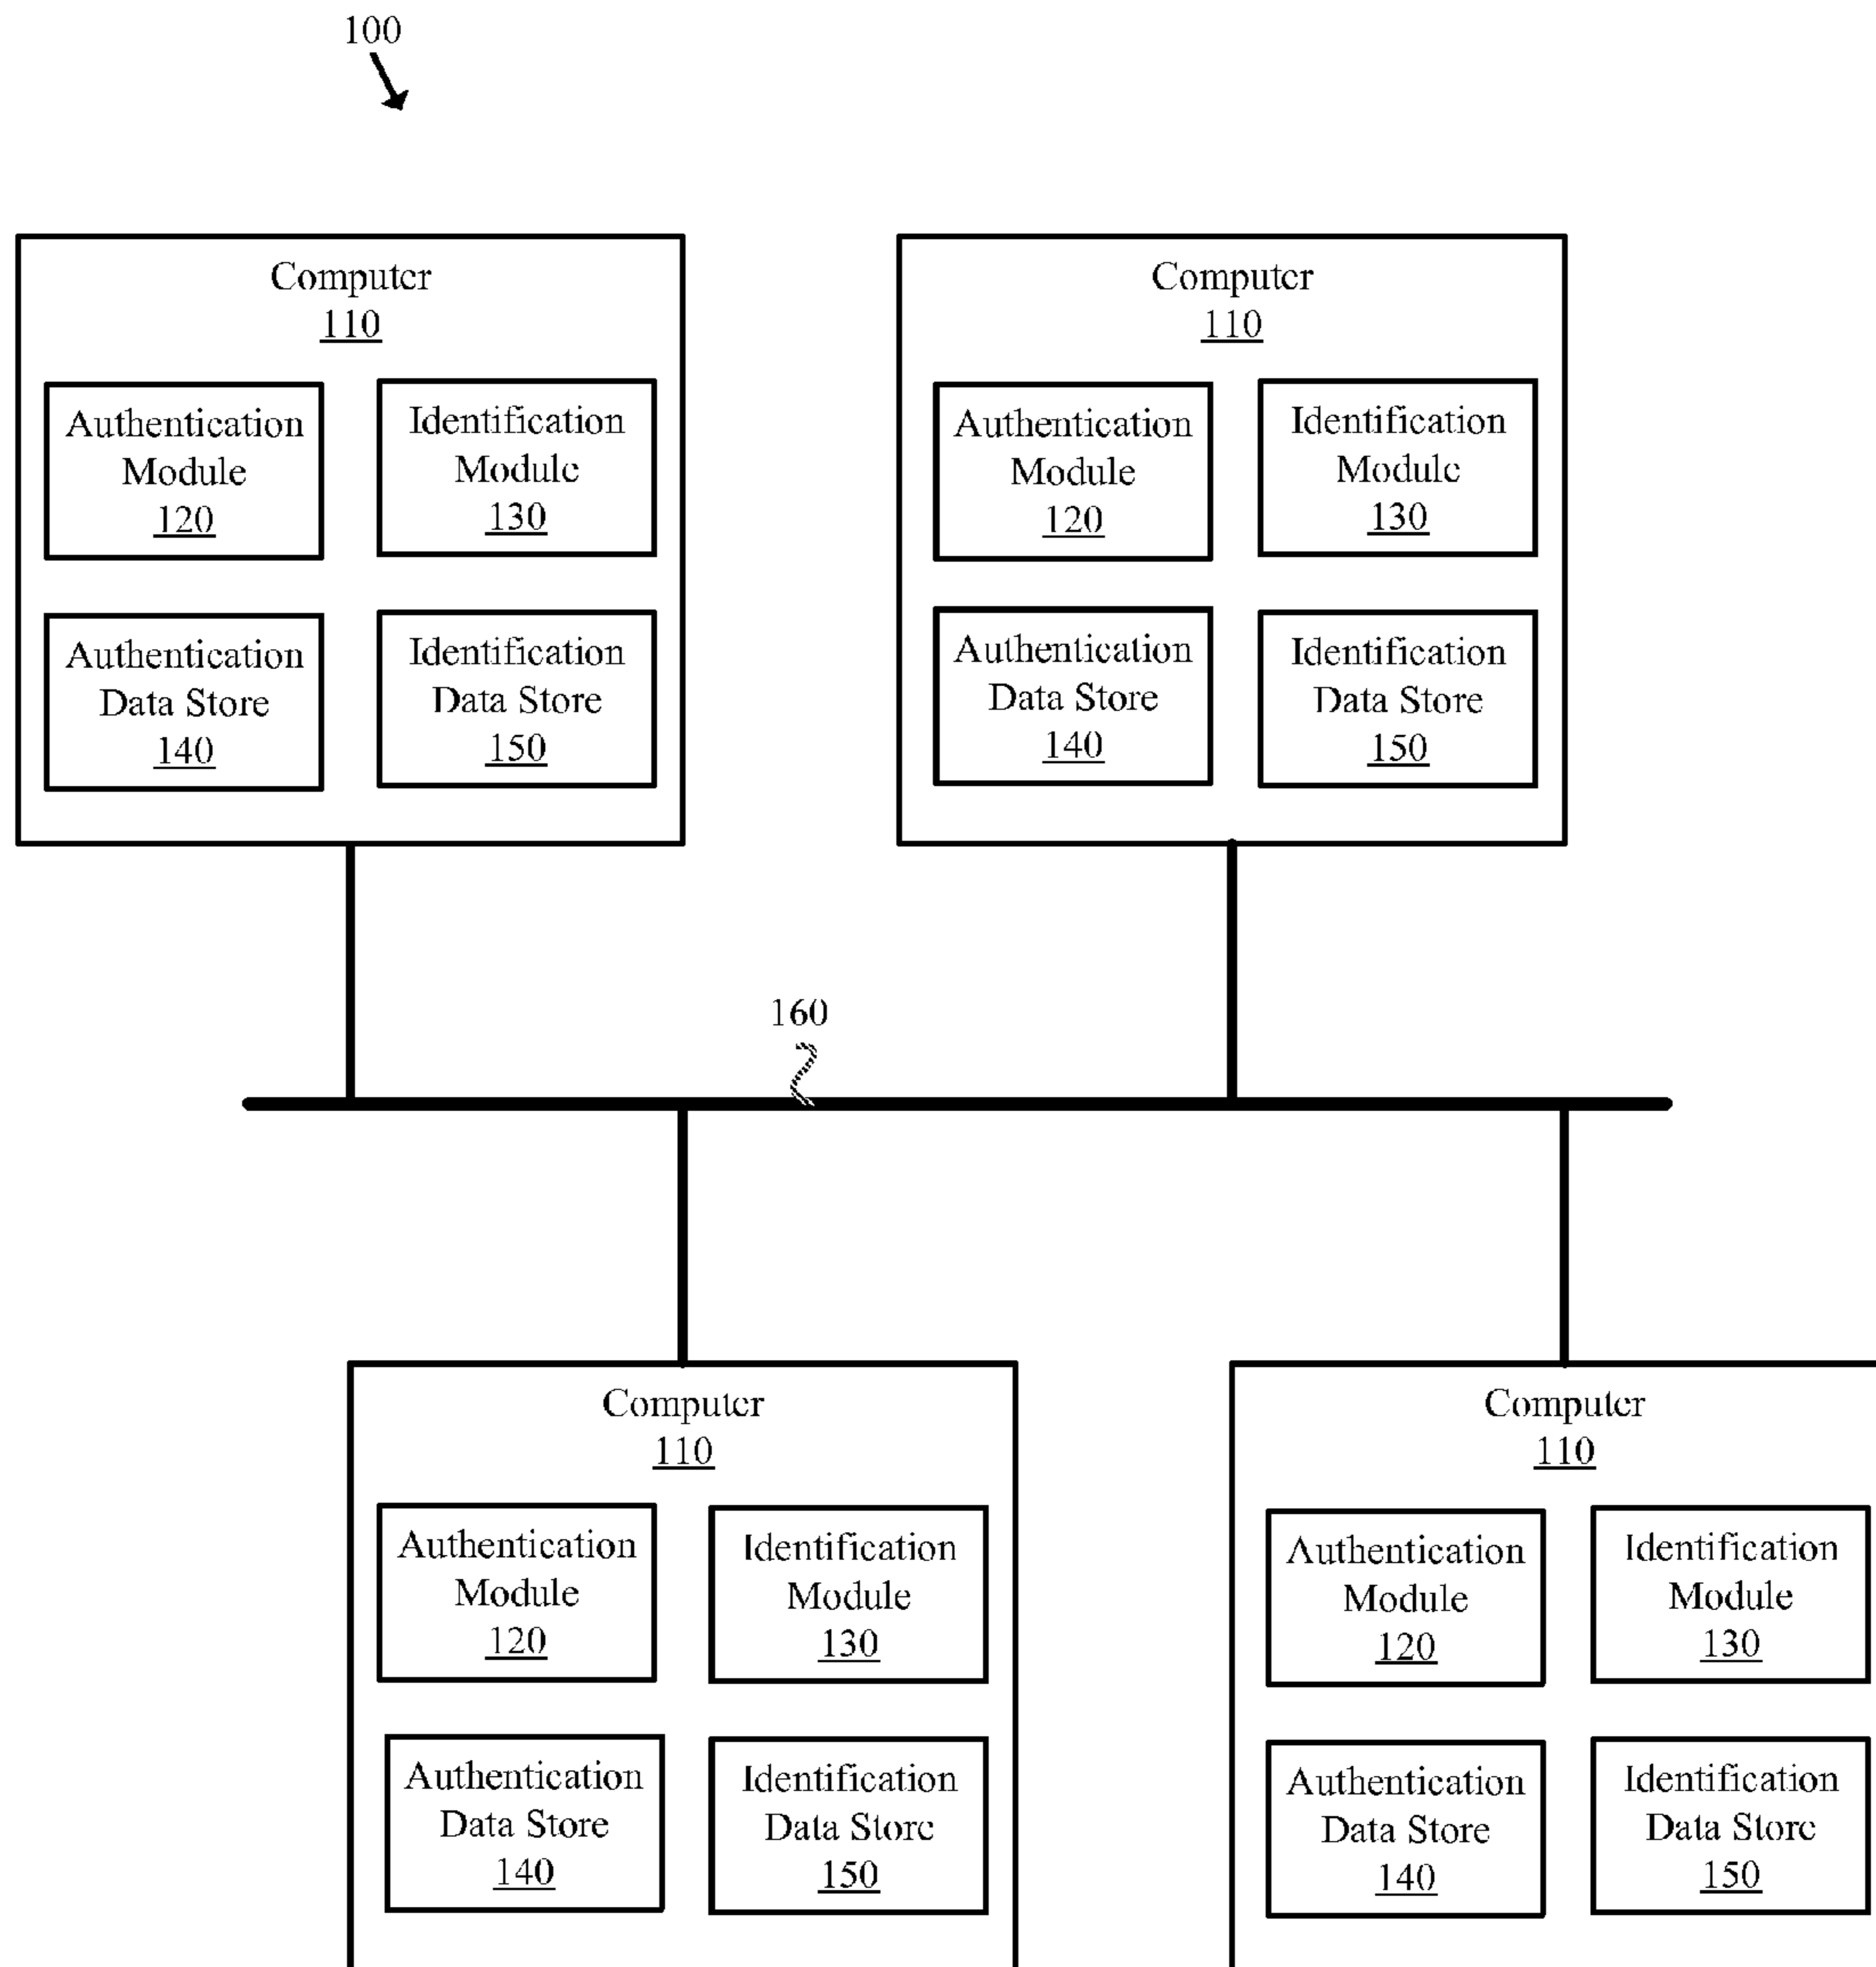 100
Computer
110
Authentication
Module
120
Identification
Module
130
Authentication
Data Store
140
Identification
Data Store
150
Computer
110
Authentication
Module
120
Identification
Module
130
Authentication
Data Store
140
Identification
Data Store
150
160
Computer
110
Authentication
Module
120
Identification
Module
130
Authentication
Data Store
140
Identification
Data Store
150
Computer
110
Authentication
Module
120
Identification
Module
130
Authentication
Data Store
140
Identification
Data Store
150